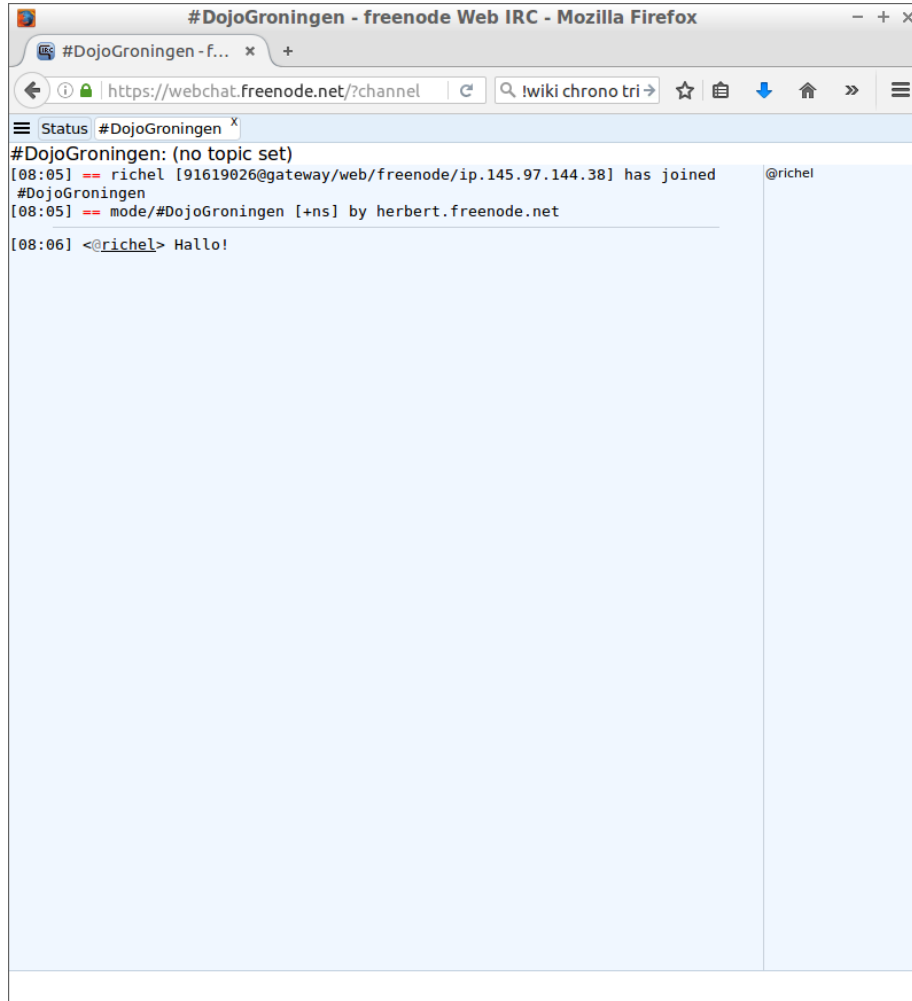 #DojoGroningen - freenode Web IRC - Mozilla Firefox
#DojoGroningen - f...
https://webchat.freenode.net/?channel !wiki chrono tri
Status #DojoGroningen X
#DojoGroningen: (no topic set)
[08:05] == richel [91619026@gateway/web/freenode/ip.145.97.144.38] has joined
#DojoGroningen
[08:05] == mode/#DojoGroningen [+ns] by herbert.freenode.net
[08:06] <@richel> Hallo!
@richel